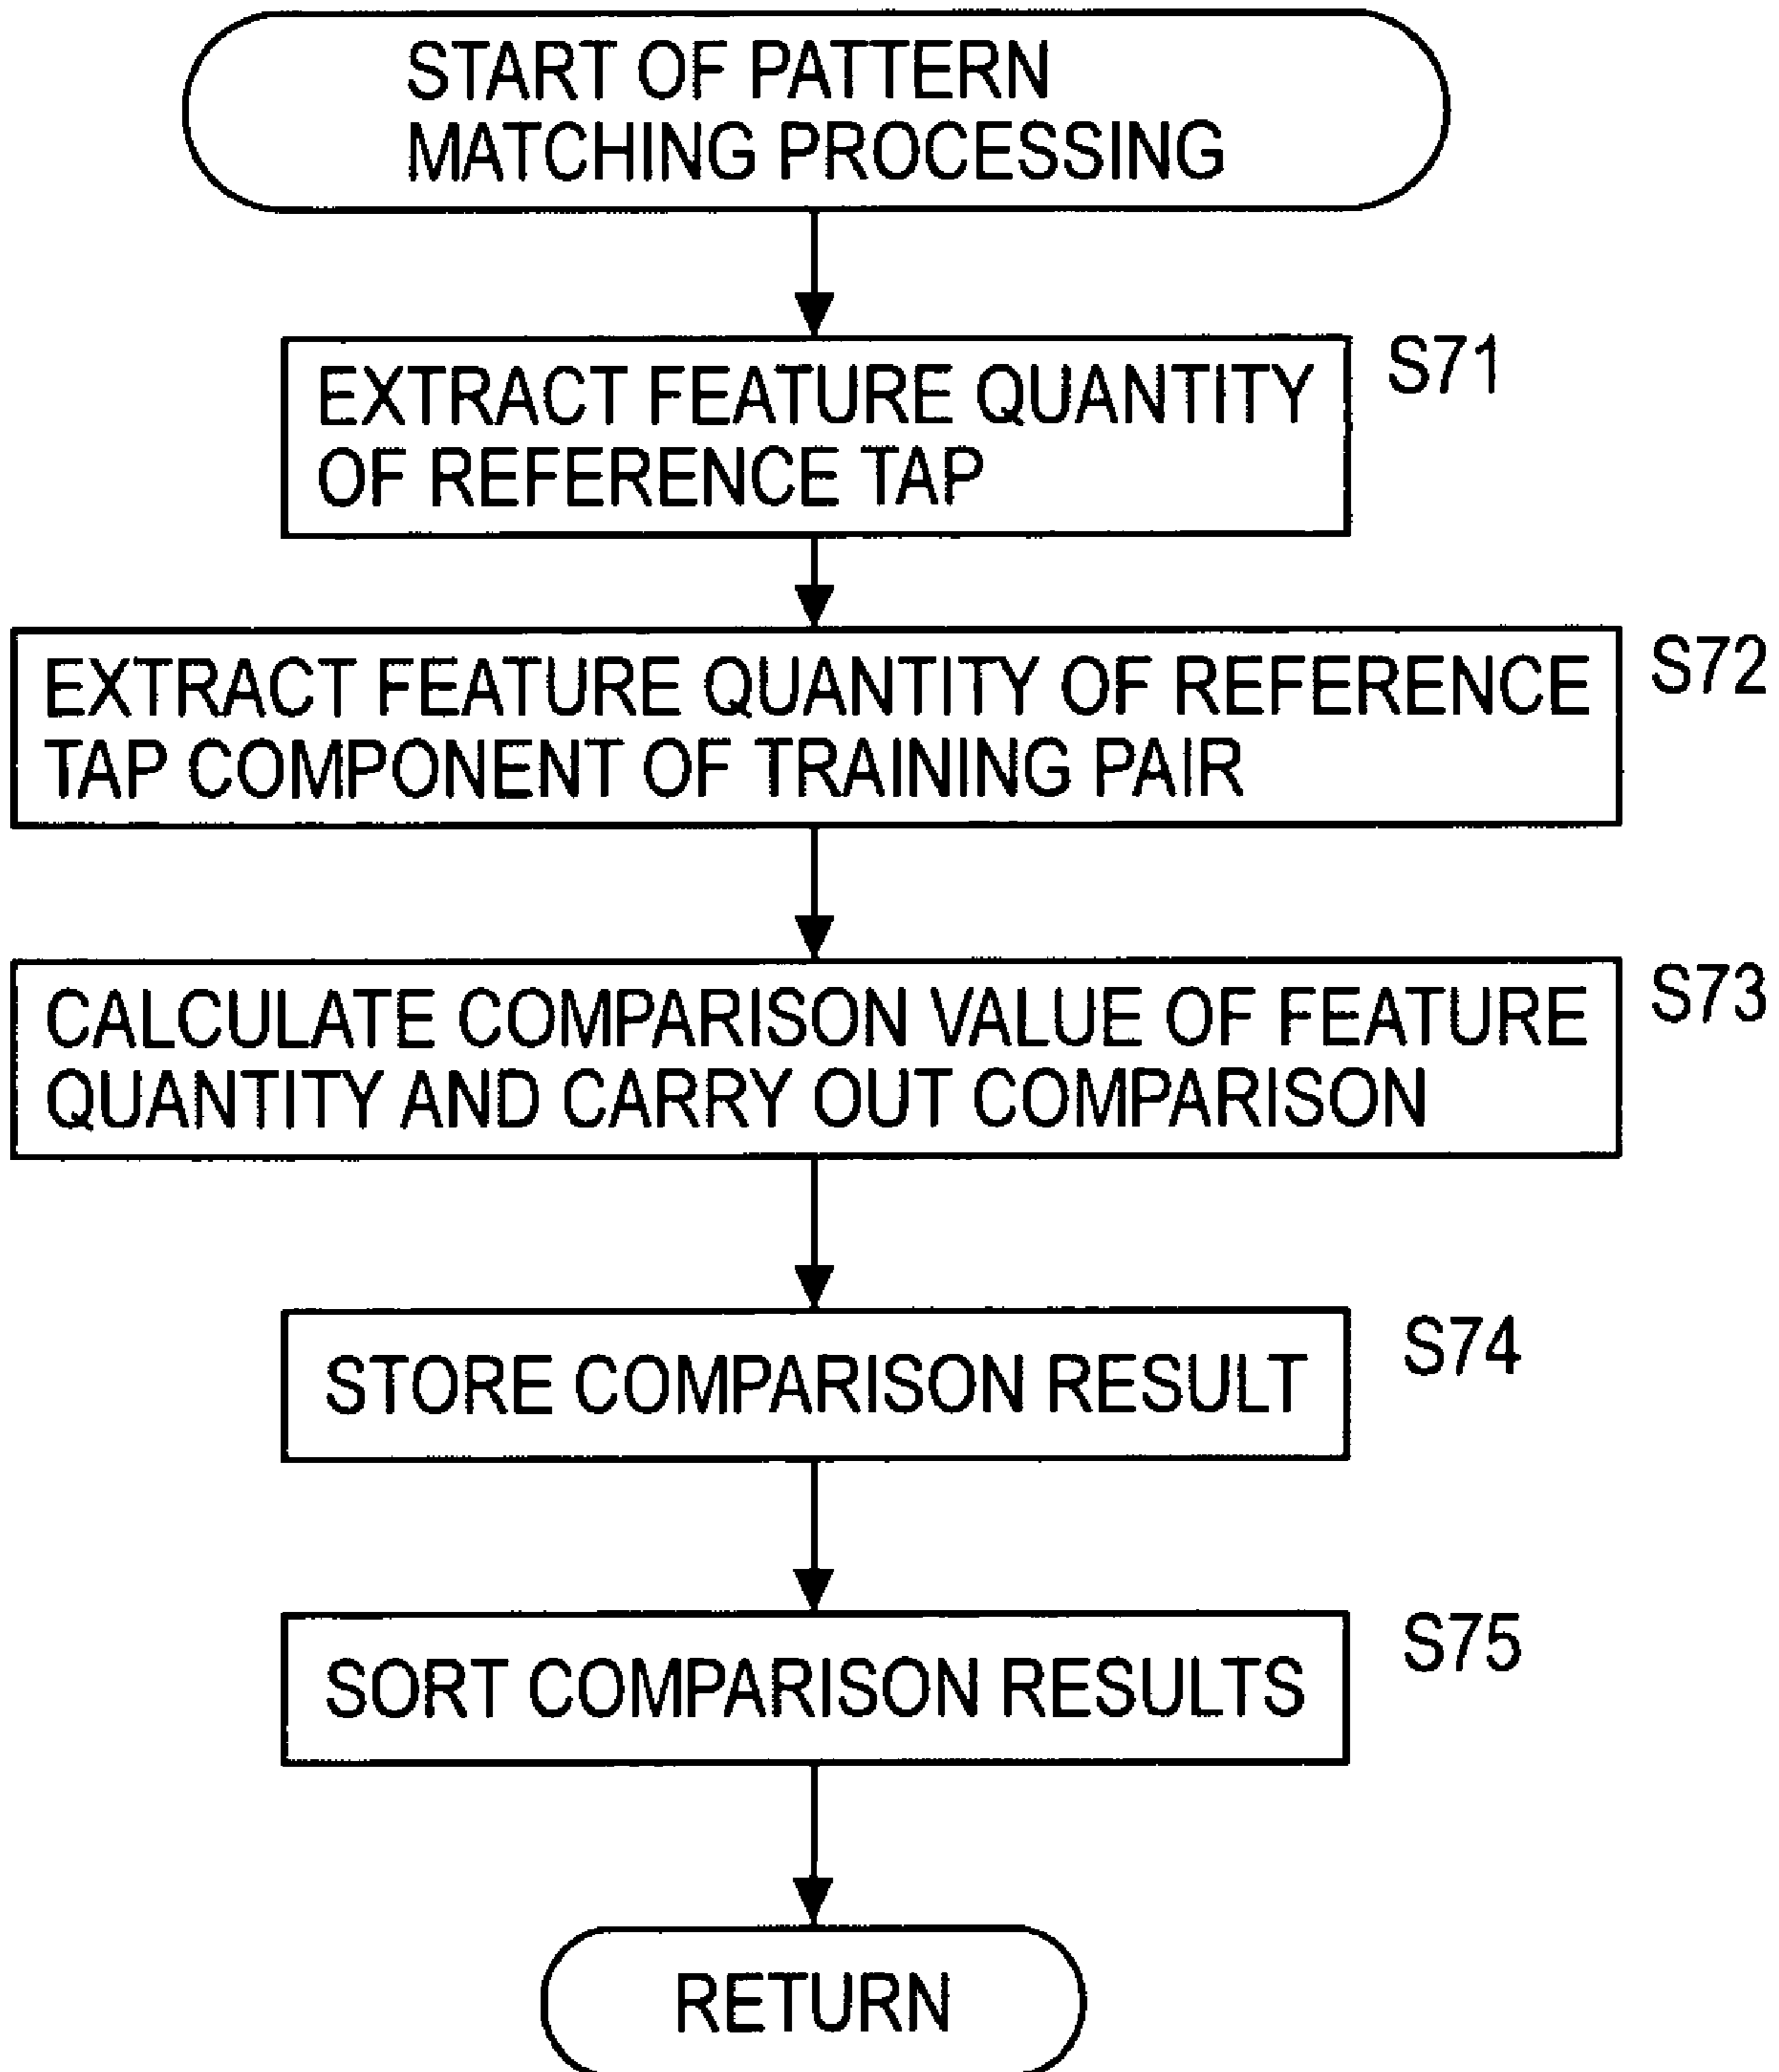 START OF PATTERN
MATCHING PROCESSING
EXTRACT FEATURE QUANTITY
OF REFERENCE TAP
S71
EXTRACT FEATURE QUANTITY OF REFERENCE
TAP COMPONENT OF TRAINING PAIR
S72
CALCULATE COMPARISON VALUE OF FEATURE
QUANTITY AND CARRY OUT COMPARISON
S73
STORE COMPARISON RESULT
S74
SORT COMPARISON RESULTS
S75
RETURN